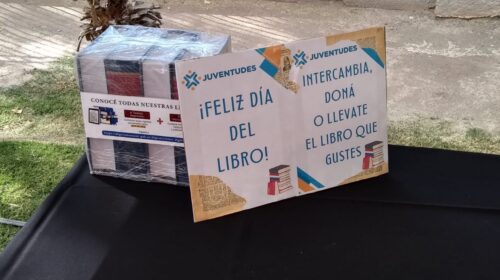 JUVENTUDES
¡FELIZ DÍA
DEL
LIBRO!
JUVENTUDES
INTERCAMBIA,
DONÁ
O LLEVATE
EL LIBRO QUE
GUSTES
CONOCÉ TODAS NUESTRAS